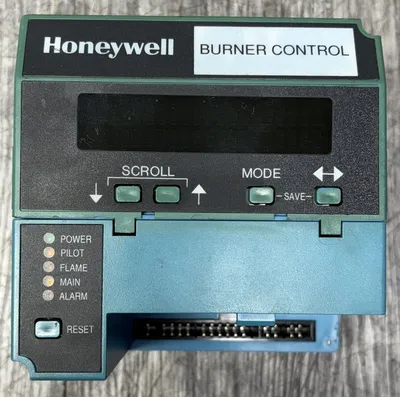 Honeywell
BURNER CONTROL
SCROLL
MODE
↓ ↑ -SAVE- ↔
POWER
PILOT
FLAME
MAIN
ALARM
RESET